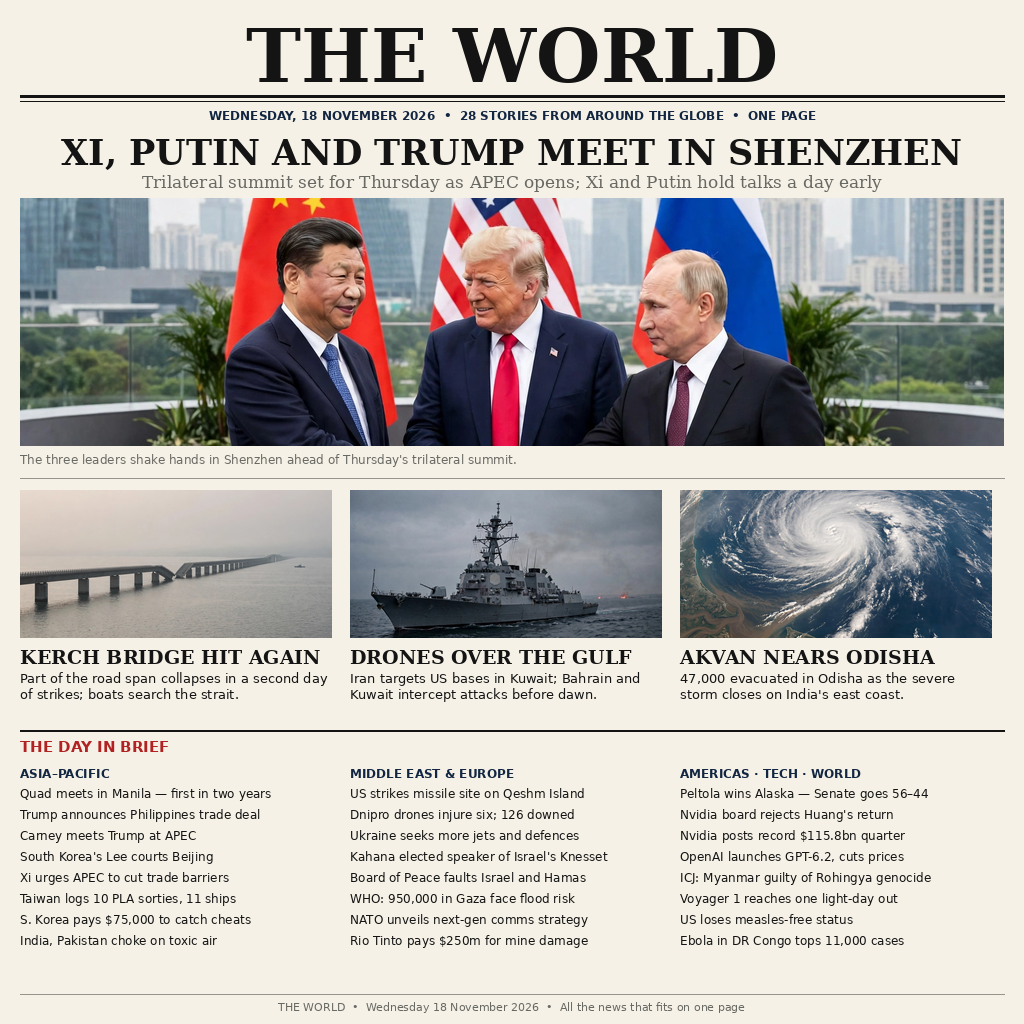 THE WORLD
WEDNESDAY, 18 NOVEMBER 2026 • 28 STORIES FROM AROUND THE GLOBE • ONE PAGE
XI, PUTIN AND TRUMP MEET IN SHENZHEN
Trilateral summit set for Thursday as APEC opens; Xi and Putin hold talks a day early
The three leaders shake hands in Shenzhen ahead of Thursday's trilateral summit.
KERCH BRIDGE HIT AGAIN
Part of the road span collapses in a second day
of strikes; boats search the strait.
DRONES OVER THE GULF
Iran targets US bases in Kuwait; Bahrain and
Kuwait intercept attacks before dawn.
AKVAN NEARS ODISHA
47,000 evacuated in Odisha as the severe
storm closes on India's east coast.
THE DAY IN BRIEF
ASIA–PACIFIC
Quad meets in Manila — first in two years
Trump announces Philippines trade deal
Carney meets Trump at APEC
South Korea's Lee courts Beijing
Xi urges APEC to cut trade barriers
Taiwan logs 10 PLA sorties, 11 ships
S. Korea pays $75,000 to catch cheats
India, Pakistan choke on toxic air
MIDDLE EAST & EUROPE
US strikes missile site on Qeshm Island
Dnipro drones injure six; 126 downed
Ukraine seeks more jets and defences
Kahana elected speaker of Israel's Knesset
Board of Peace faults Israel and Hamas
WHO: 950,000 in Gaza face flood risk
NATO unveils next-gen comms strategy
Rio Tinto pays $250m for mine damage
AMERICAS · TECH · WORLD
Peltola wins Alaska — Senate goes 56–44
Nvidia board rejects Huang's return
Nvidia posts record $115.8bn quarter
OpenAI launches GPT-6.2, cuts prices
ICJ: Myanmar guilty of Rohingya genocide
Voyager 1 reaches one light-day out
US loses measles-free status
Ebola in DR Congo tops 11,000 cases
THE WORLD • Wednesday 18 November 2026 • All the news that fits on one page